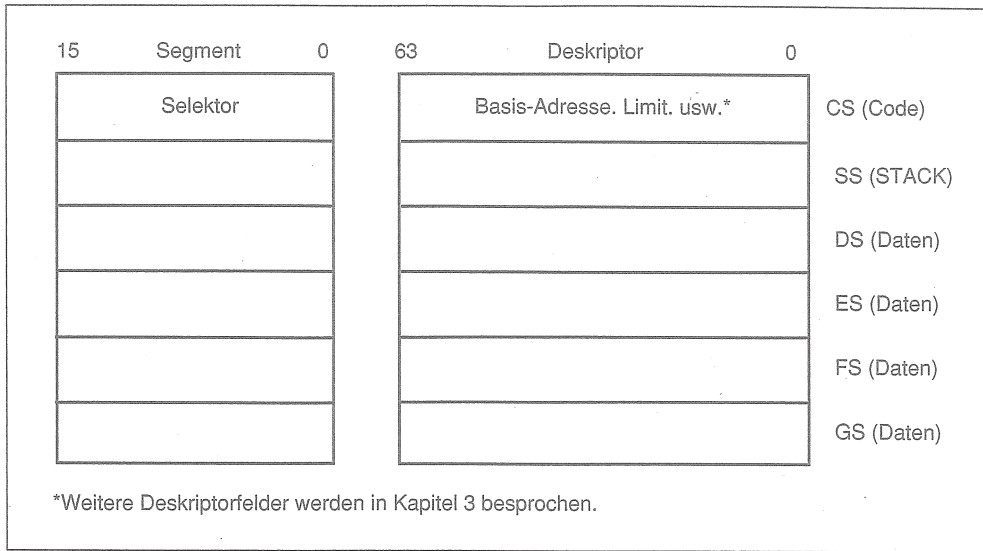 15 Segment 0 63 Deskriptor 0
Selektor Basis-Adresse. Limit. usw.* CS (Code)
SS (STACK)
DS (Daten)
ES (Daten)
FS (Daten)
GS (Daten)
*Weitere Deskriptorfelder werden in Kapitel 3 besprochen.